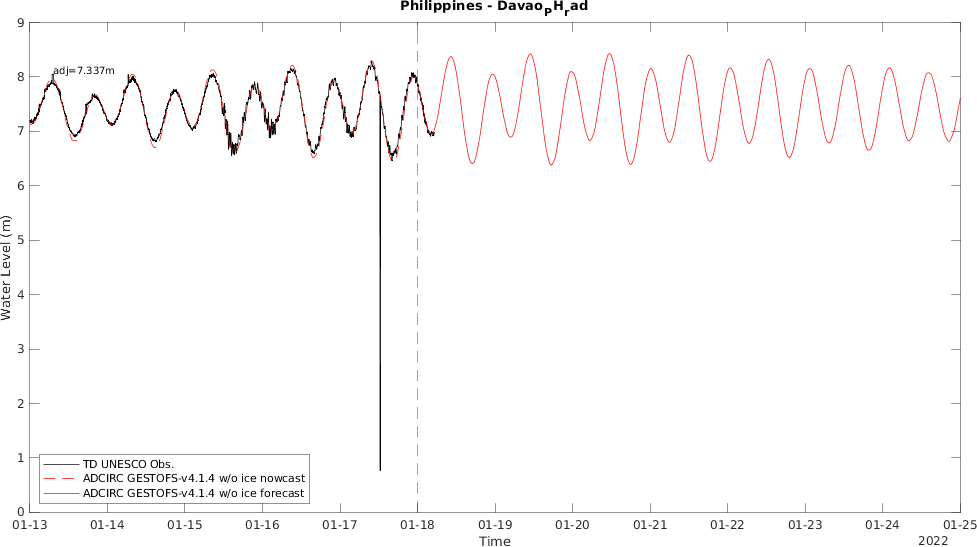 Philippines - Davao_PH_rad
9
8
7
6
5
4
3
2
1
0
Water Level (m)
adj=7.337m
TD UNESCO Obs.
ADCIRC GESTOFS-v4.1.4 w/o ice nowcast
ADCIRC GESTOFS-v4.1.4 w/o ice forecast
01-13 01-14 01-15 01-16 01-17 01-18 01-19 01-20 01-21 01-22 01-23 01-24 01-25
Time
2022